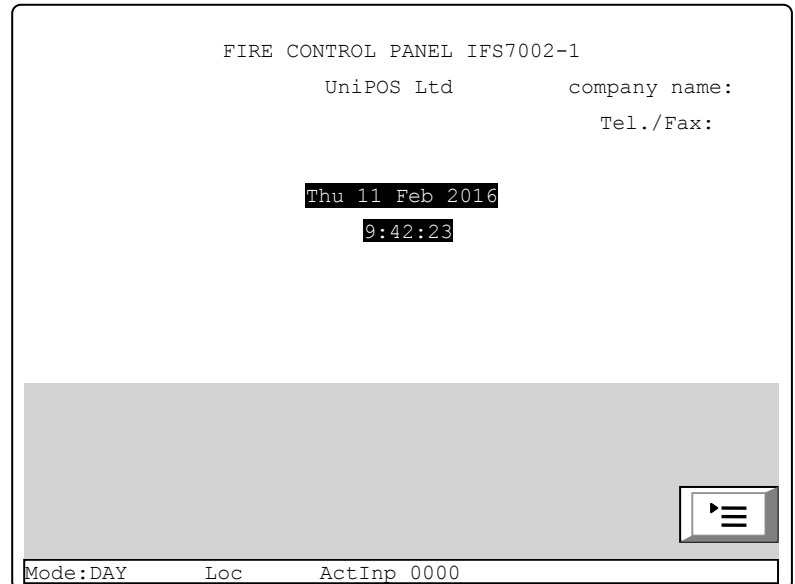 FIRE CONTROL PANEL IFS7002-1
UniPOS Ltd company name:
Tel./Fax:
Thu 11 Feb 2016
9:42:23
Mode:DAY Loc ActInp 0000